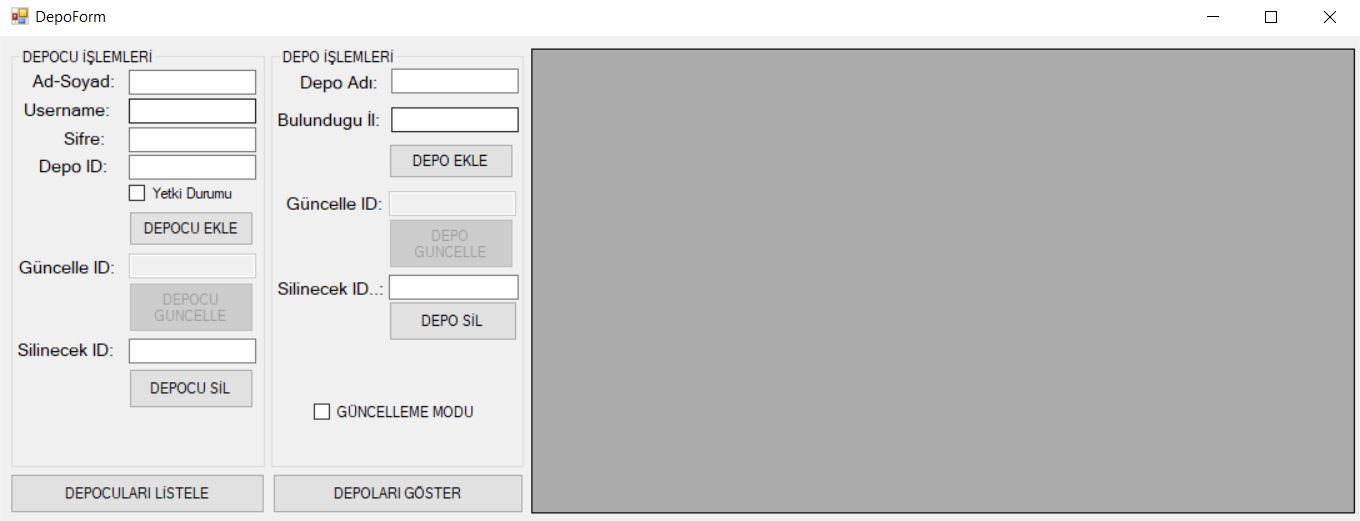 DepoForm
DEPOCU İŞLEMLERİ
Ad-Soyad:
Username:
Sifre:
Depo ID:
Yetki Durumu
DEPOCU EKLE
Güncelle ID:
DEPOCU
GUNCELLE
Silinecek ID:
DEPOCU SİL
DEPOCULARI LİSTELE
DEPO İŞLEMLERİ
Depo Adı:
Bulundugu İl:
DEPO EKLE
Güncelle ID:
DEPO
GUNCELLE
Silinecek ID..:
DEPO SİL
GÜNCELLEME MODU
DEPOLARI GÖSTER